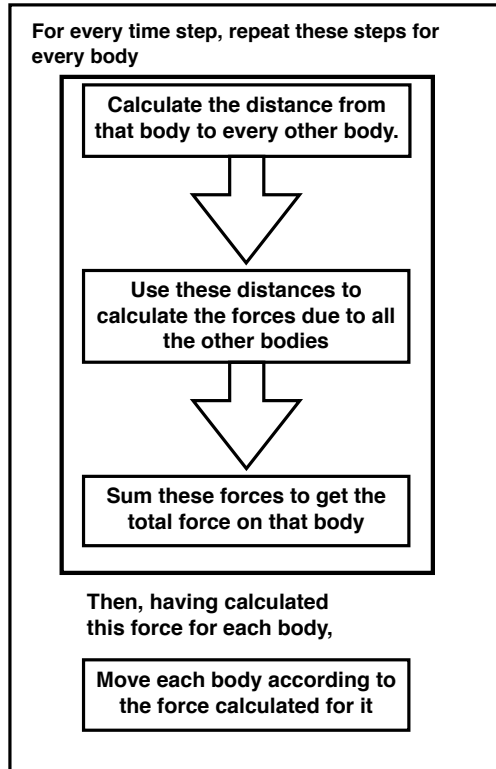 For every time step, repeat these steps for
every body
Calculate the distance from
that body to every other body.
Use these distances to
calculate the forces due to all
the other bodies
Sum these forces to get the
total force on that body
Then, having calculated
this force for each body,
Move each body according to
the force calculated for it